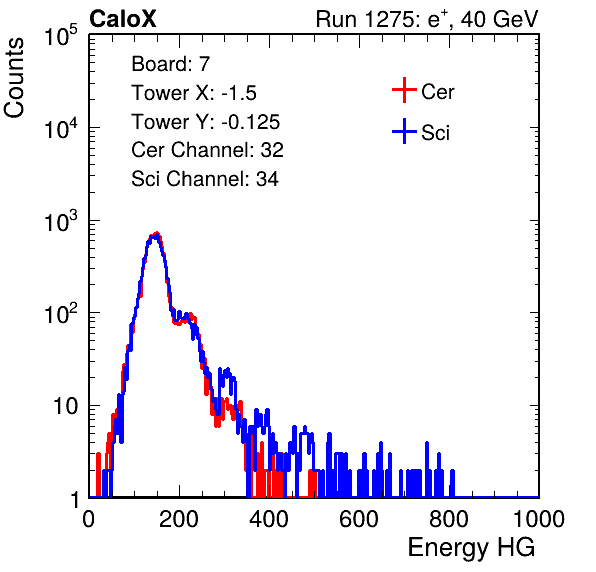 CaloX Run 1275: e⁺, 40 GeV
Board: 7
Tower X: -1.5
Tower Y: -0.125
Cer Channel: 32
Sci Channel: 34
Cer
Sci
Counts
10⁵
10⁴
10³
10²
10
1
0 200 400 600 800 1000
Energy HG